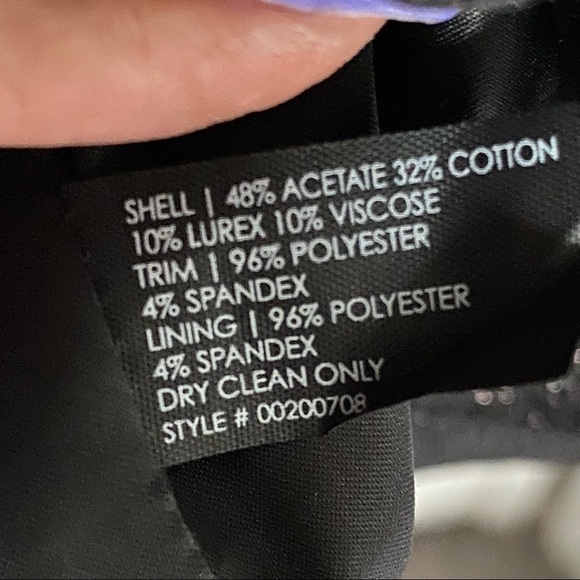 SHELL | 48% ACETATE 32% COTTON
10% LUREX 10% VISCOSE
TRIM | 96% POLYESTER
4% SPANDEX
LINING | 96% POLYESTER
4% SPANDEX
DRY CLEAN ONLY
STYLE # 00200708